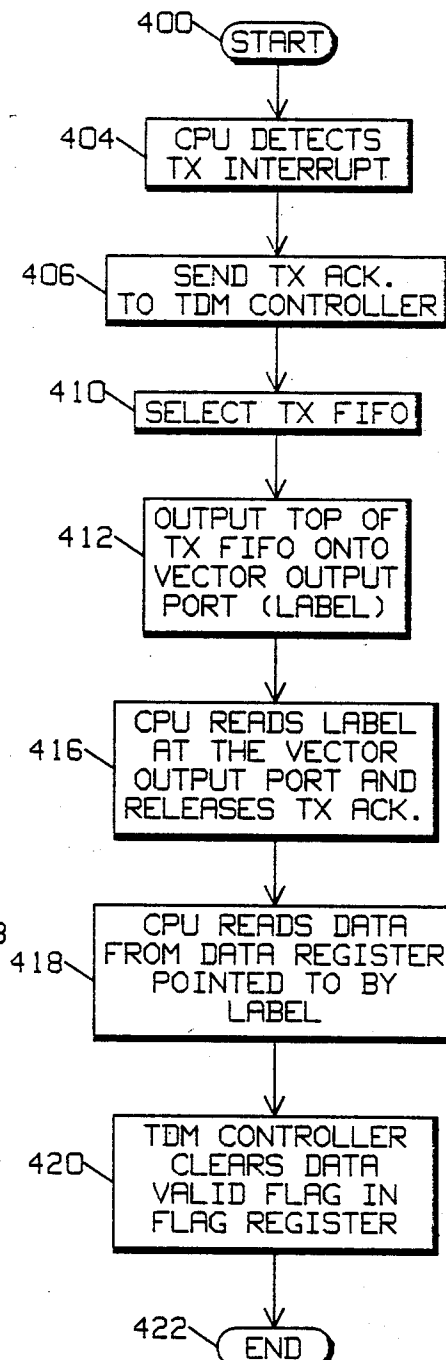 400
START
404
CPU DETECTS
TX INTERRUPT
406
SEND TX ACK.
TO TDM CONTROLLER
410
SELECT TX FIFO
412
OUTPUT TOP OF
TX FIFO ONTO
VECTOR OUTPUT
PORT (LABEL)
416
CPU READS LABEL
AT THE VECTOR
OUTPUT PORT AND
RELEASES TX ACK.
3
418
CPU READS DATA
FROM DATA REGISTER
POINTED TO BY
LABEL
420
TDM CONTROLLER
CLEARS DATA
VALID FLAG IN
FLAG REGISTER
422
END